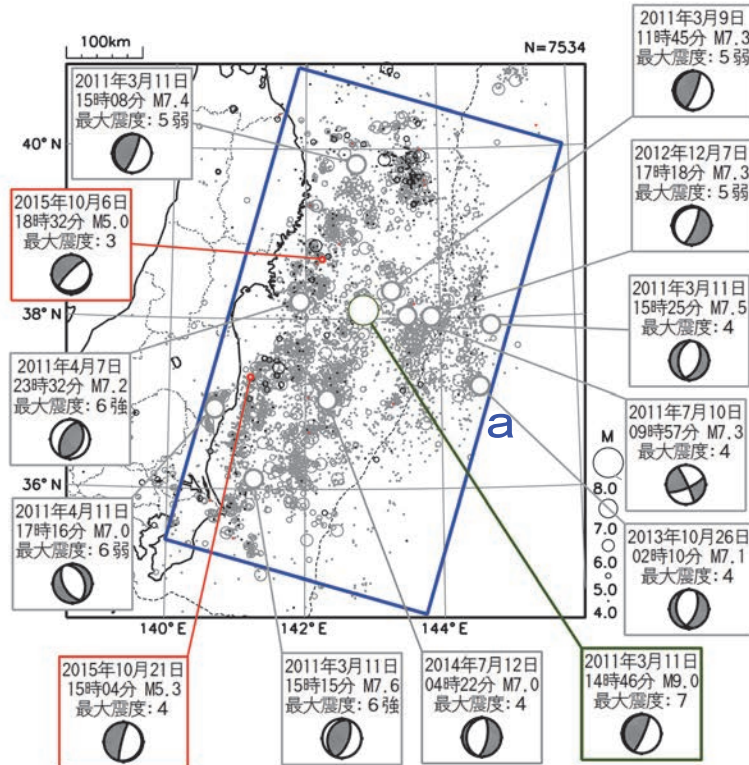 100km
N=7534
2011年3月9日
11時45分 M7.3
最大震度:5弱
2011年3月11日
15時08分 M7.4
最大震度:5弱
40°N
2012年12月7日
17時18分 M7.3
最大震度:5弱
2015年10月6日
18時32分 M5.0
最大震度:3
2011年3月11日
15時25分 M7.5
最大震度:4
38°N
2011年4月7日
23時32分 M7.2
最大震度:6強
a
2011年7月10日
09時57分 M7.3
最大震度:4
M
8.0
7.0
6.0
5.0
4.0
36°N
2011年4月11日
17時16分 M7.0
最大震度:6弱
2013年10月26日
02時10分 M7.1
最大震度:4
140°E
142°E
144°E
2015年10月21日
15時04分 M5.3
最大震度:4
2011年3月11日
15時15分 M7.6
最大震度:6強
2014年7月12日
04時22分 M7.0
最大震度:4
2011年3月11日
14時46分 M9.0
最大震度:7